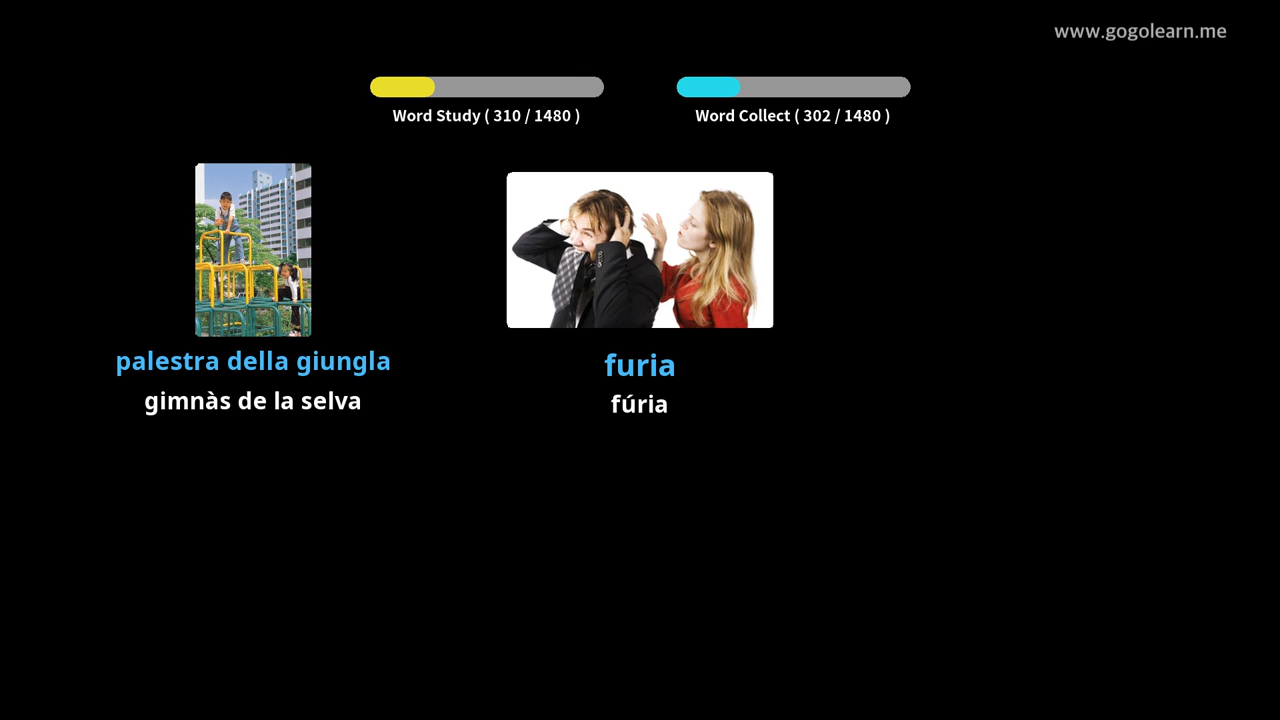 www.gogolearn.me
Word Study ( 310 / 1480 )
Word Collect ( 302 / 1480 )
palestra della giungla
gimnàs de la selva
furia
fúria